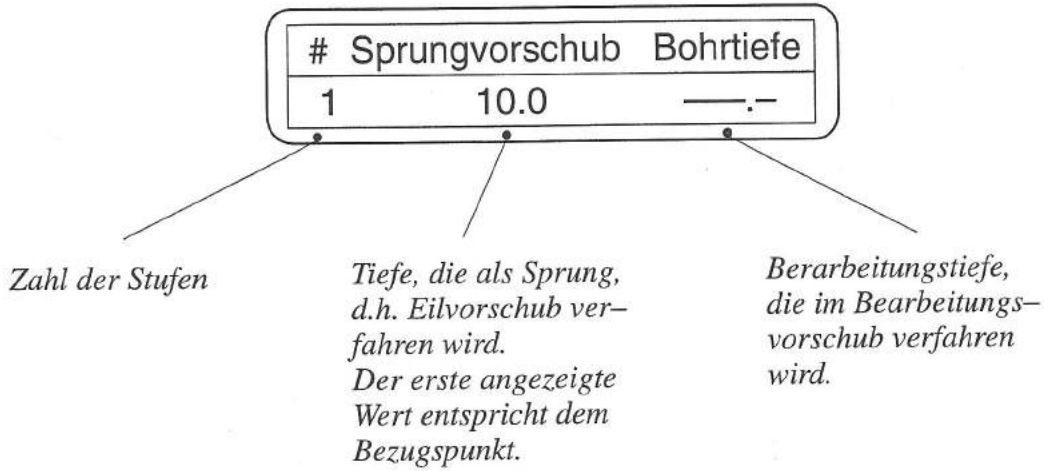 # Sprungvorschub Bohrtiefe
1 10.0 —.–
Zahl der Stufen
Tiefe, die als Sprung,
d.h. Eilvorschub ver–
fahren wird.
Der erste angezeigte
Wert entspricht dem
Bezugspunkt.
Berarbeitungstiefe,
die im Bearbeitungs–
vorschub verfahren
wird.